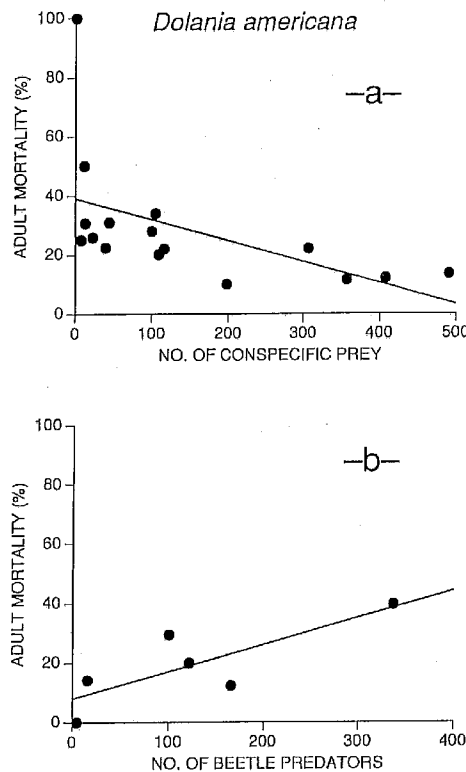 Dolania americana
-a-
ADULT MORTALITY (%)
100
80
60
40
20
0
0 100 200 300 400 500
NO. OF CONSPECIFIC PREY
-b-
ADULT MORTALITY (%)
100
80
60
40
20
0
0 100 200 300 400
NO. OF BEETLE PREDATORS